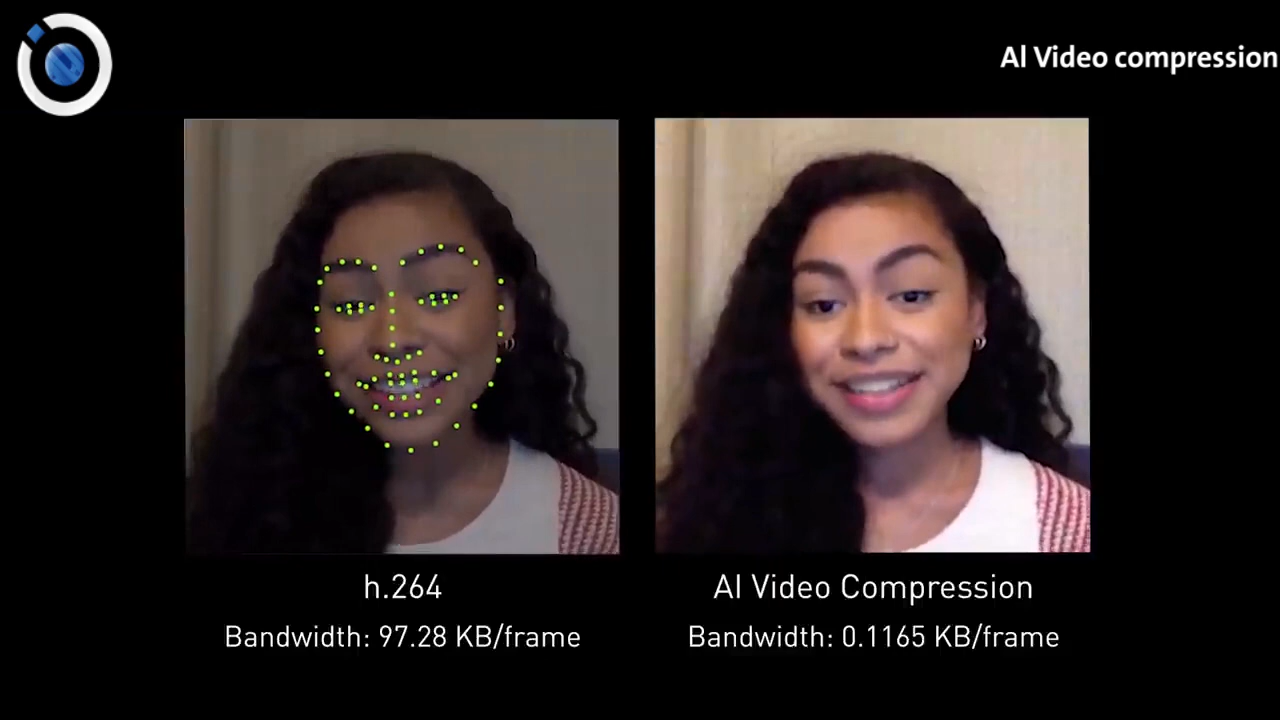 AI Video compression
h.264
Bandwidth: 97.28 KB/frame
AI Video Compression
Bandwidth: 0.1165 KB/frame